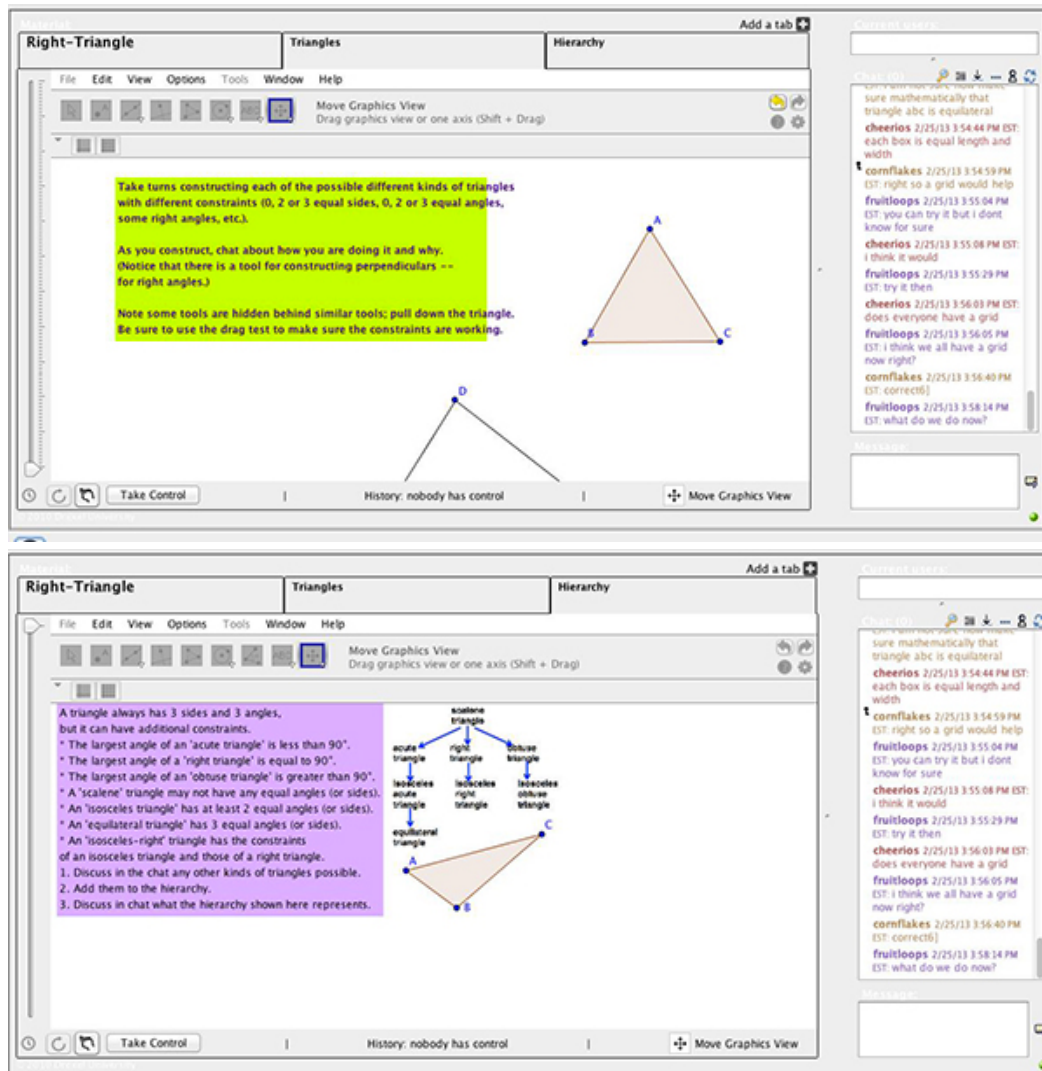 Material:
Add a tab
Current users:
Right-Triangle
Triangles
Hierarchy
File Edit View Options Tools Window Help
Move Graphics View
Drag graphics view or one axis (Shift + Drag)
Take turns constructing each of the possible different kinds of triangles
with different constraints (0, 2 or 3 equal sides, 0, 2 or 3 equal angles,
some right angles, etc.).
As you construct, chat about how you are doing it and why.
(Notice that there is a tool for constructing perpendiculars --
for right angles.)
Note some tools are hidden behind similar tools; pull down the triangle.
Be sure to use the drag test to make sure the constraints are working.
A
B
C
D
Take Control
History: nobody has control
Move Graphics View
Chat: (0)
sure mathematically that
triangle abc is equilateral
cheerios 2/25/13 3:54:44 PM EST:
each box is equal length and
width
cornflakes 2/25/13 3:54:59 PM
EST: right so a grid would help
fruitloops 2/25/13 3:55:04 PM
EST: you can try it but i dont
know for sure
cheerios 2/25/13 3:55:08 PM EST:
i think it would
fruitloops 2/25/13 3:55:29 PM
EST: try it then
cheerios 2/25/13 3:56:03 PM EST:
does everyone have a grid
fruitloops 2/25/13 3:56:05 PM
EST: i think we all have a grid
now right?
cornflakes 2/25/13 3:56:40 PM
EST: correct6]
fruitloops 2/25/13 3:58:14 PM
EST: what do we do now?
Message:
Material:
Add a tab
Current users:
Right-Triangle
Triangles
Hierarchy
File Edit View Options Tools Window Help
Move Graphics View
Drag graphics view or one axis (Shift + Drag)
A triangle always has 3 sides and 3 angles,
but it can have additional constraints.
* The largest angle of an 'acute triangle' is less than 90°.
* The largest angle of a 'right triangle' is equal to 90°.
* The largest angle of an 'obtuse triangle' is greater than 90°.
* A 'scalene' triangle may not have any equal angles (or sides).
* An 'isosceles triangle' has at least 2 equal angles (or sides).
* An 'equilateral triangle' has 3 equal angles (or sides).
* An 'isosceles-right' triangle has the constraints
of an isosceles triangle and those of a right triangle.
1. Discuss in the chat any other kinds of triangles possible.
2. Add them to the hierarchy.
3. Discuss in chat what the hierarchy shown here represents.
scalene
triangle
acute
triangle
right
triangle
obtuse
triangle
isosceles
acute
triangle
isosceles
right
triangle
isosceles
obtuse
triangle
equilateral
triangle
A
B
C
Take Control
History: nobody has control
Move Graphics View
Chat: (0)
sure mathematically that
triangle abc is equilateral
cheerios 2/25/13 3:54:44 PM EST:
each box is equal length and
width
cornflakes 2/25/13 3:54:59 PM
EST: right so a grid would help
fruitloops 2/25/13 3:55:04 PM
EST: you can try it but i dont
know for sure
cheerios 2/25/13 3:55:08 PM EST:
i think it would
fruitloops 2/25/13 3:55:29 PM
EST: try it then
cheerios 2/25/13 3:56:03 PM EST:
does everyone have a grid
fruitloops 2/25/13 3:56:05 PM
EST: i think we all have a grid
now right?
cornflakes 2/25/13 3:56:40 PM
EST: correct6]
fruitloops 2/25/13 3:58:14 PM
EST: what do we do now?
Message: